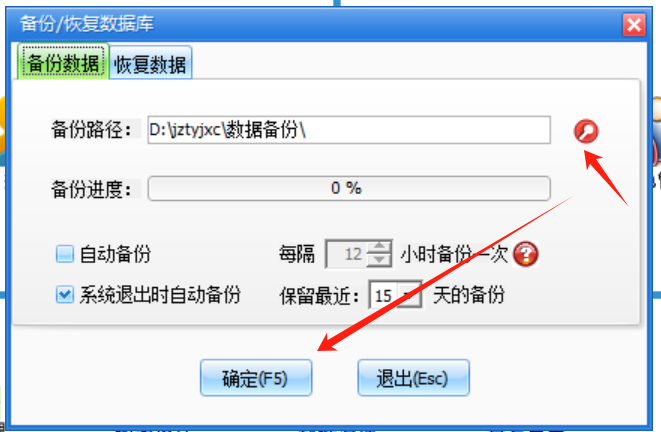 备份/恢复数据库
备份数据 恢复数据
备份路径: D:\jztyjxc\数据备份\
备份进度: 0 %
自动备份 每隔 12 小时备份一次
系统退出时自动备份 保留最近: 15 天的备份
确定(F5) 退出(Esc)